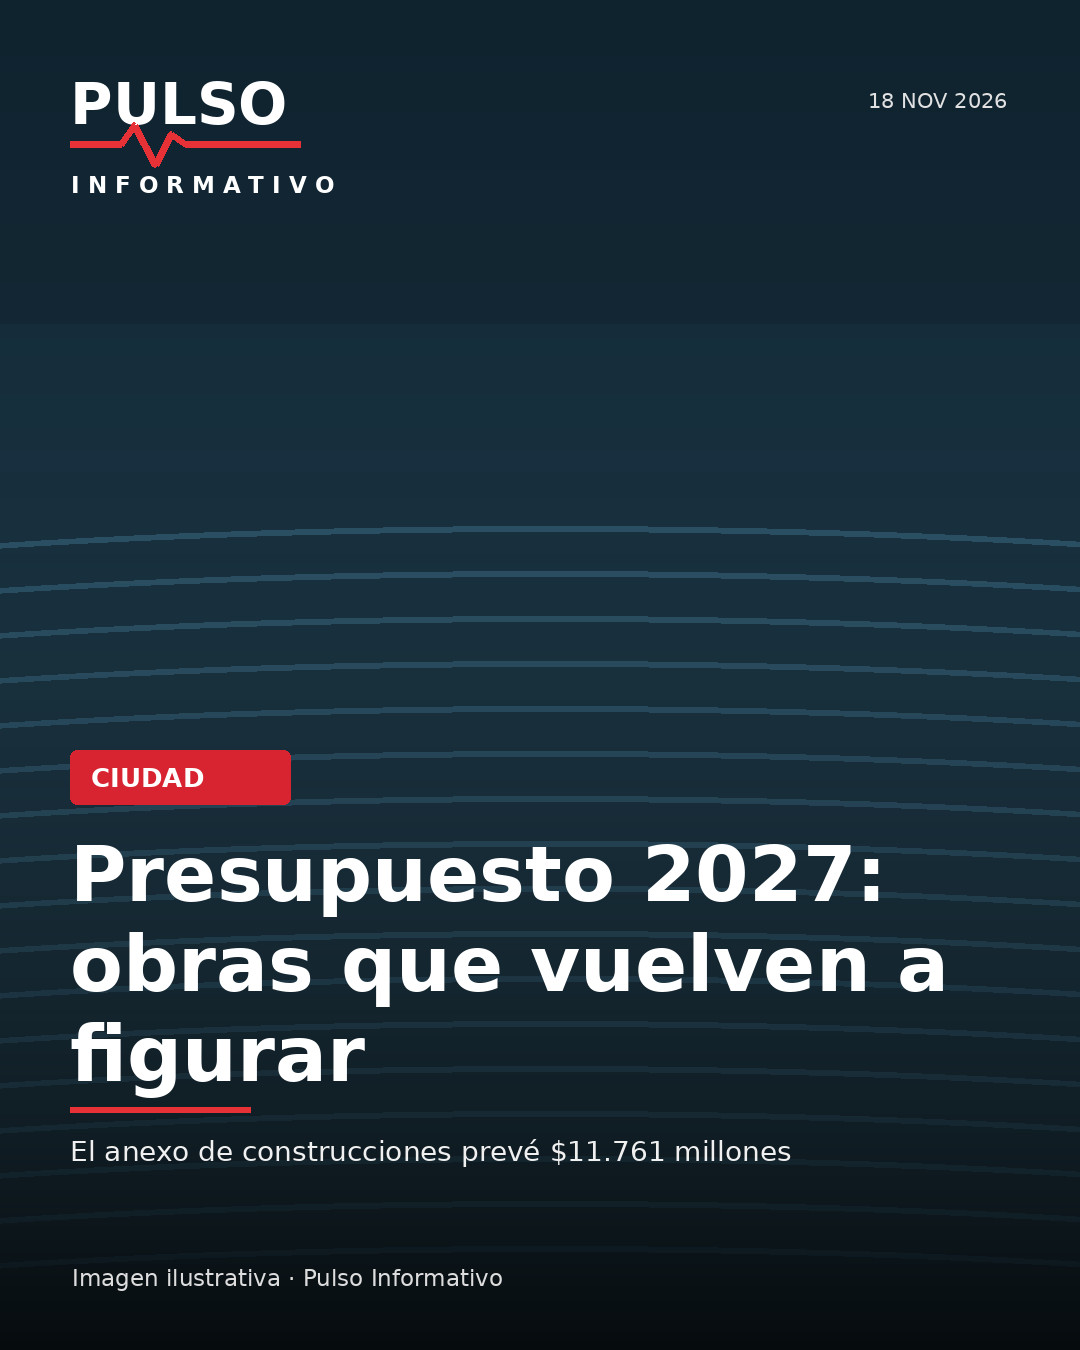 PULSO
INFORMATIVO
18 NOV 2026
CIUDAD
Presupuesto 2027:
obras que vuelven a
figurar
El anexo de construcciones prevé $11.761 millones
Imagen ilustrativa · Pulso Informativo